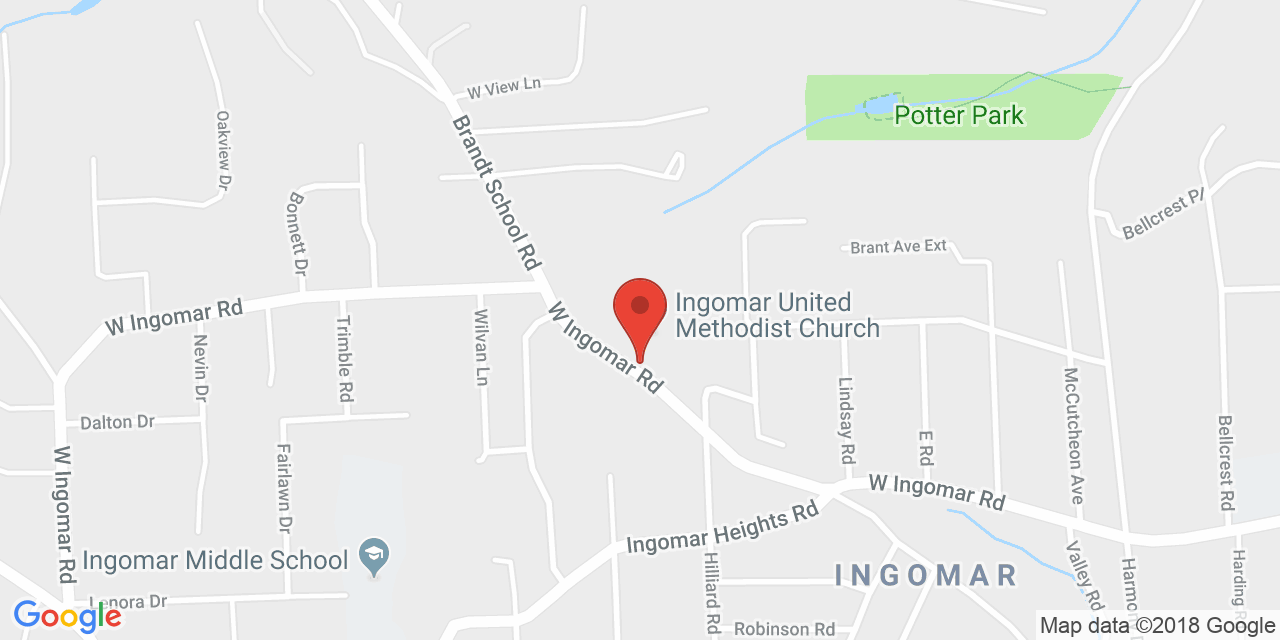 W View Ln
Brandt School Rd
Oakview Dr
Potter Park
Bonnett Dr
Bellcrest Pl
Brant Ave Ext
W Ingomar Rd
Ingomar United
Methodist Church
W Ingomar Rd
Nevin Dr
Trimble Rd
Wilvan Ln
Lindsay Rd
E Rd
McCutcheon Ave
Bellcrest Rd
Dalton Dr
W Ingomar Rd
Fairlawn Dr
W Ingomar Rd
Ingomar Heights Rd
Ingomar Middle School
Hilliard Rd
INGOMAR
Valley Rd
Harmon
Harding Rd
Lenora Dr
Google
Robinson Rd
Map data ©2018 Google